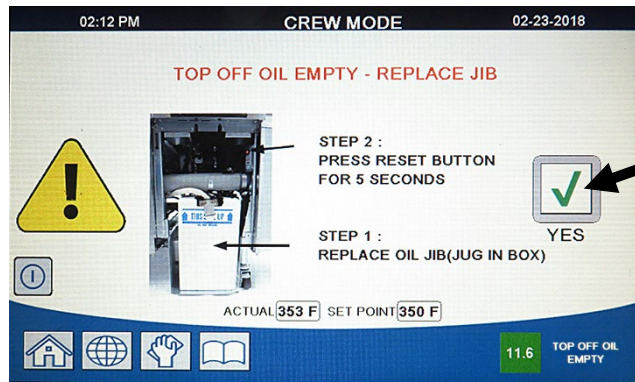 02:12 PM
CREW MODE
02-23-2018
TOP OFF OIL EMPTY - REPLACE JIB
STEP 2 :
PRESS RESET BUTTON
FOR 5 SECONDS
STEP 1 :
REPLACE OIL JIB(JUG IN BOX)
YES
ACTUAL 353 F SET POINT 350 F
11.6
TOP OFF OIL
EMPTY